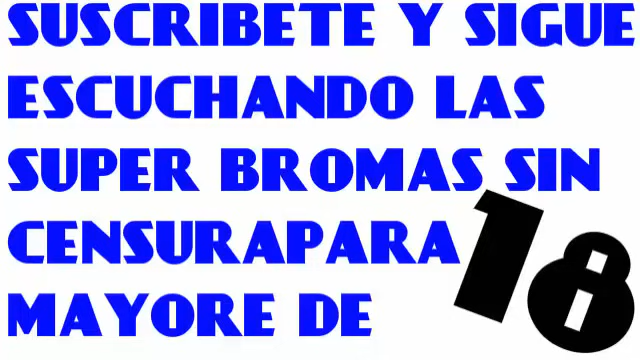 SUSCRIBETE Y SIGUE
ESCUCHANDO LAS
SUPER BROMAS SIN
CENSURAPARA
MAYORE DE 18